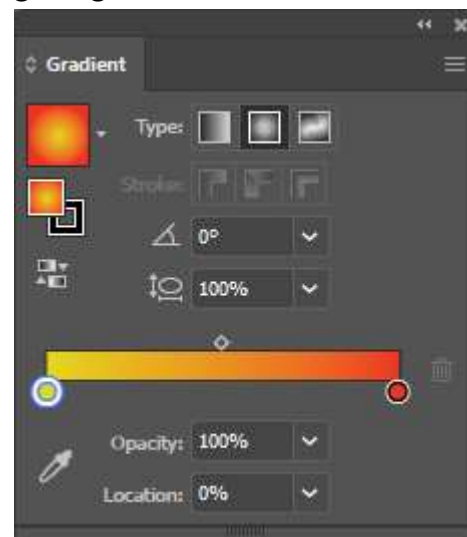 Gradient
Type:
Stroke:
0°
100%
Opacity: 100%
Location: 0%